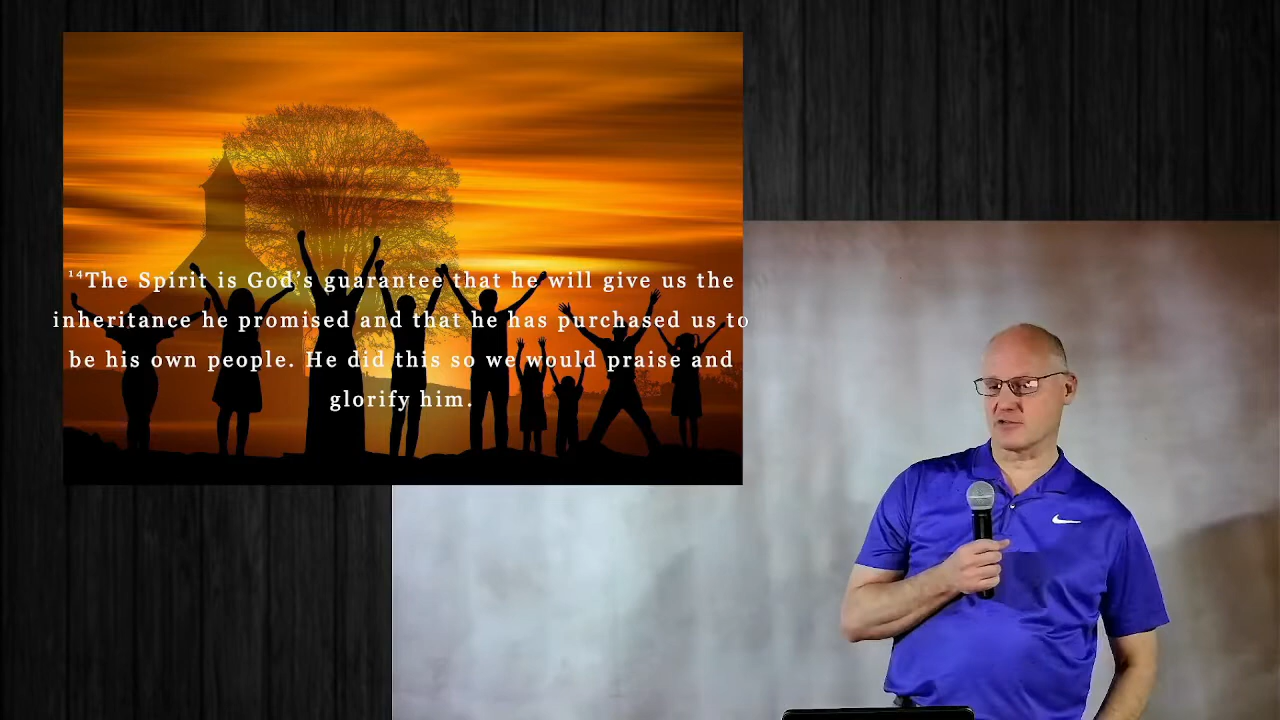 ¹⁴The Spirit is God's guarantee that he will give us the
inheritance he promised and that he has purchased us to
be his own people. He did this so we would praise and
glorify him.